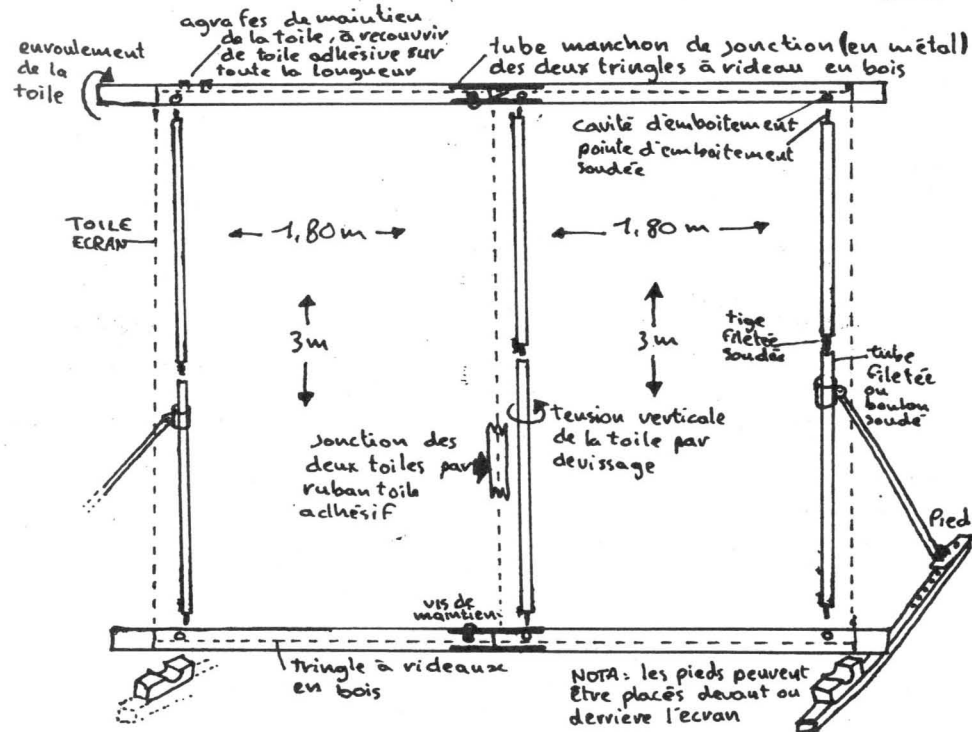 agrafes de maintien
de la toile, à recouvrir
de toile adhésive sur
toute la longueur
enroulement
de la
toile
tube manchon de jonction (en métal)
des deux tringles à rideau en bois
cavité d'emboitement
pointe d'emboitement
soudée
TOILE
ECRAN
1,80 m
1,80 m
3 m
3 m
tige
filetée
soudée
tube
filetée
ou
boulon
soudé
tension verticale
de la toile par
devissage
Jonction des
deux toiles par
ruban toile
adhésif
Pied
vis de
maintien
tringle à rideaux
en bois
NOTA : les pieds peuvent
être placés devant ou
derrière l'écran